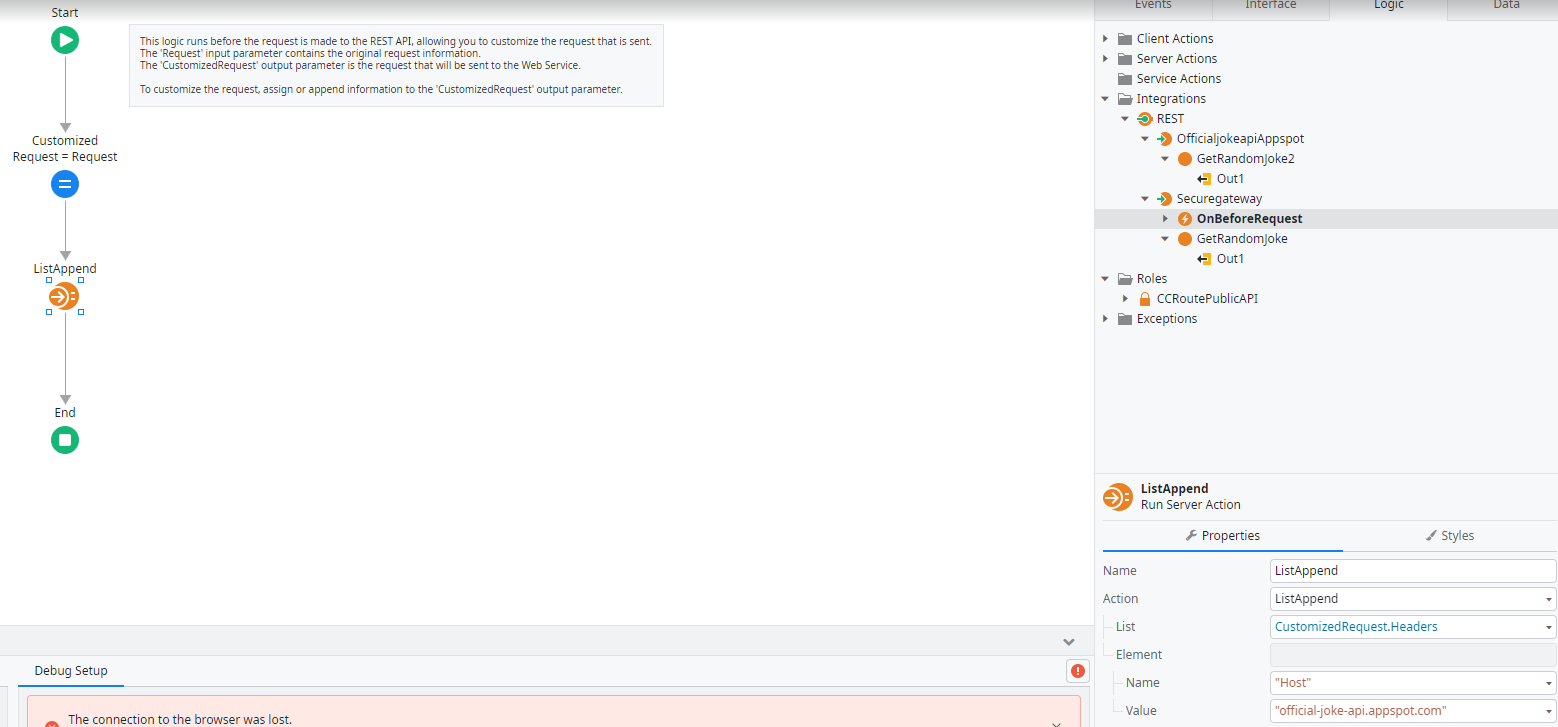 Start
This logic runs before the request is made to the REST API, allowing you to customize the request that is sent.
The 'Request' input parameter contains the original request information.
The 'CustomizedRequest' output parameter is the request that will be sent to the Web Service.
To customize the request, assign or append information to the 'CustomizedRequest' output parameter.
Customized
Request = Request
ListAppend
End
Debug Setup
The connection to the browser was lost.
Events
Interface
Logic
Data
Client Actions
Server Actions
Service Actions
Integrations
REST
OfficialjokeapiAppspot
GetRandomJoke2
Out1
Securegateway
OnBeforeRequest
GetRandomJoke
Out1
Roles
CCRoutePublicAPI
Exceptions
ListAppend
Run Server Action
Properties
Styles
Name
ListAppend
Action
ListAppend
List
CustomizedRequest.Headers
Element
Name
"Host"
Value
"official-joke-api.appspot.com"